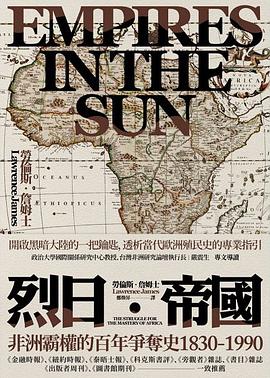 EMPIRES
IN THE
SUN
勞倫斯・詹姆士
Lawrence James
OCEANUS
開啟黑暗大陸的一把鑰匙,透析當代歐洲殖民史的專業指引
政治大學國際關係研究中心教授、台灣非洲研究論壇執行長|嚴震生 專文導讀
烈日
勞倫斯・詹姆士
Lawrence James
譯
THE STRUGGLE FOR
THE MASTERY OF AFRICA
帝國
非洲霸權的百年爭奪史1830-1990
《金融時報》、《紐約時報》、《泰晤士報》、《科克斯書評》、《旁觀者》雜誌、《書目》雜誌
《出版者周刊》、《圖書館期刊》 一致推薦